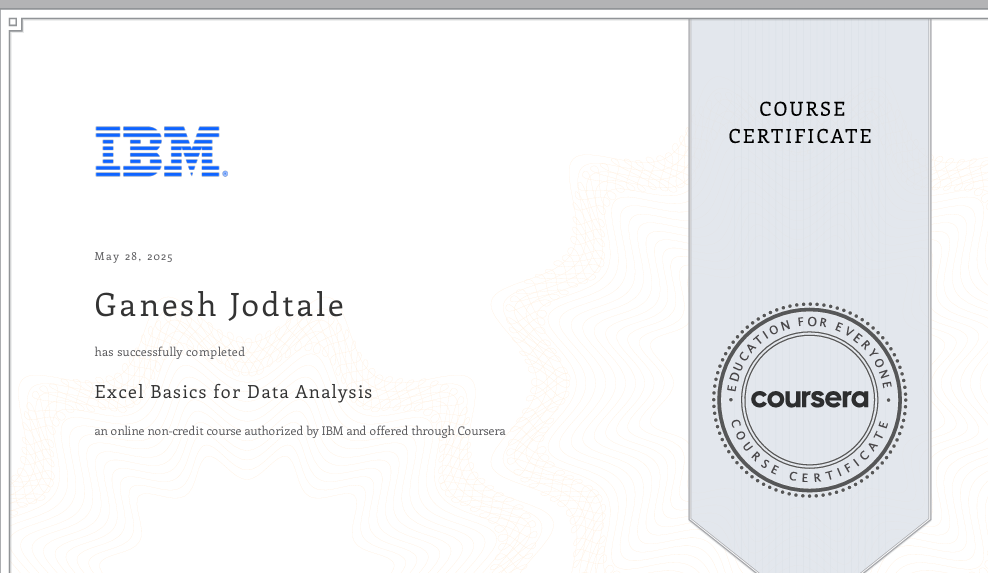 IBM®
May 28, 2025
Ganesh Jodtale
has successfully completed
Excel Basics for Data Analysis
an online non-credit course authorized by IBM and offered through Coursera
COURSE
CERTIFICATE
EDUCATION FOR EVERYONE
coursera
COURSE CERTIFICATE